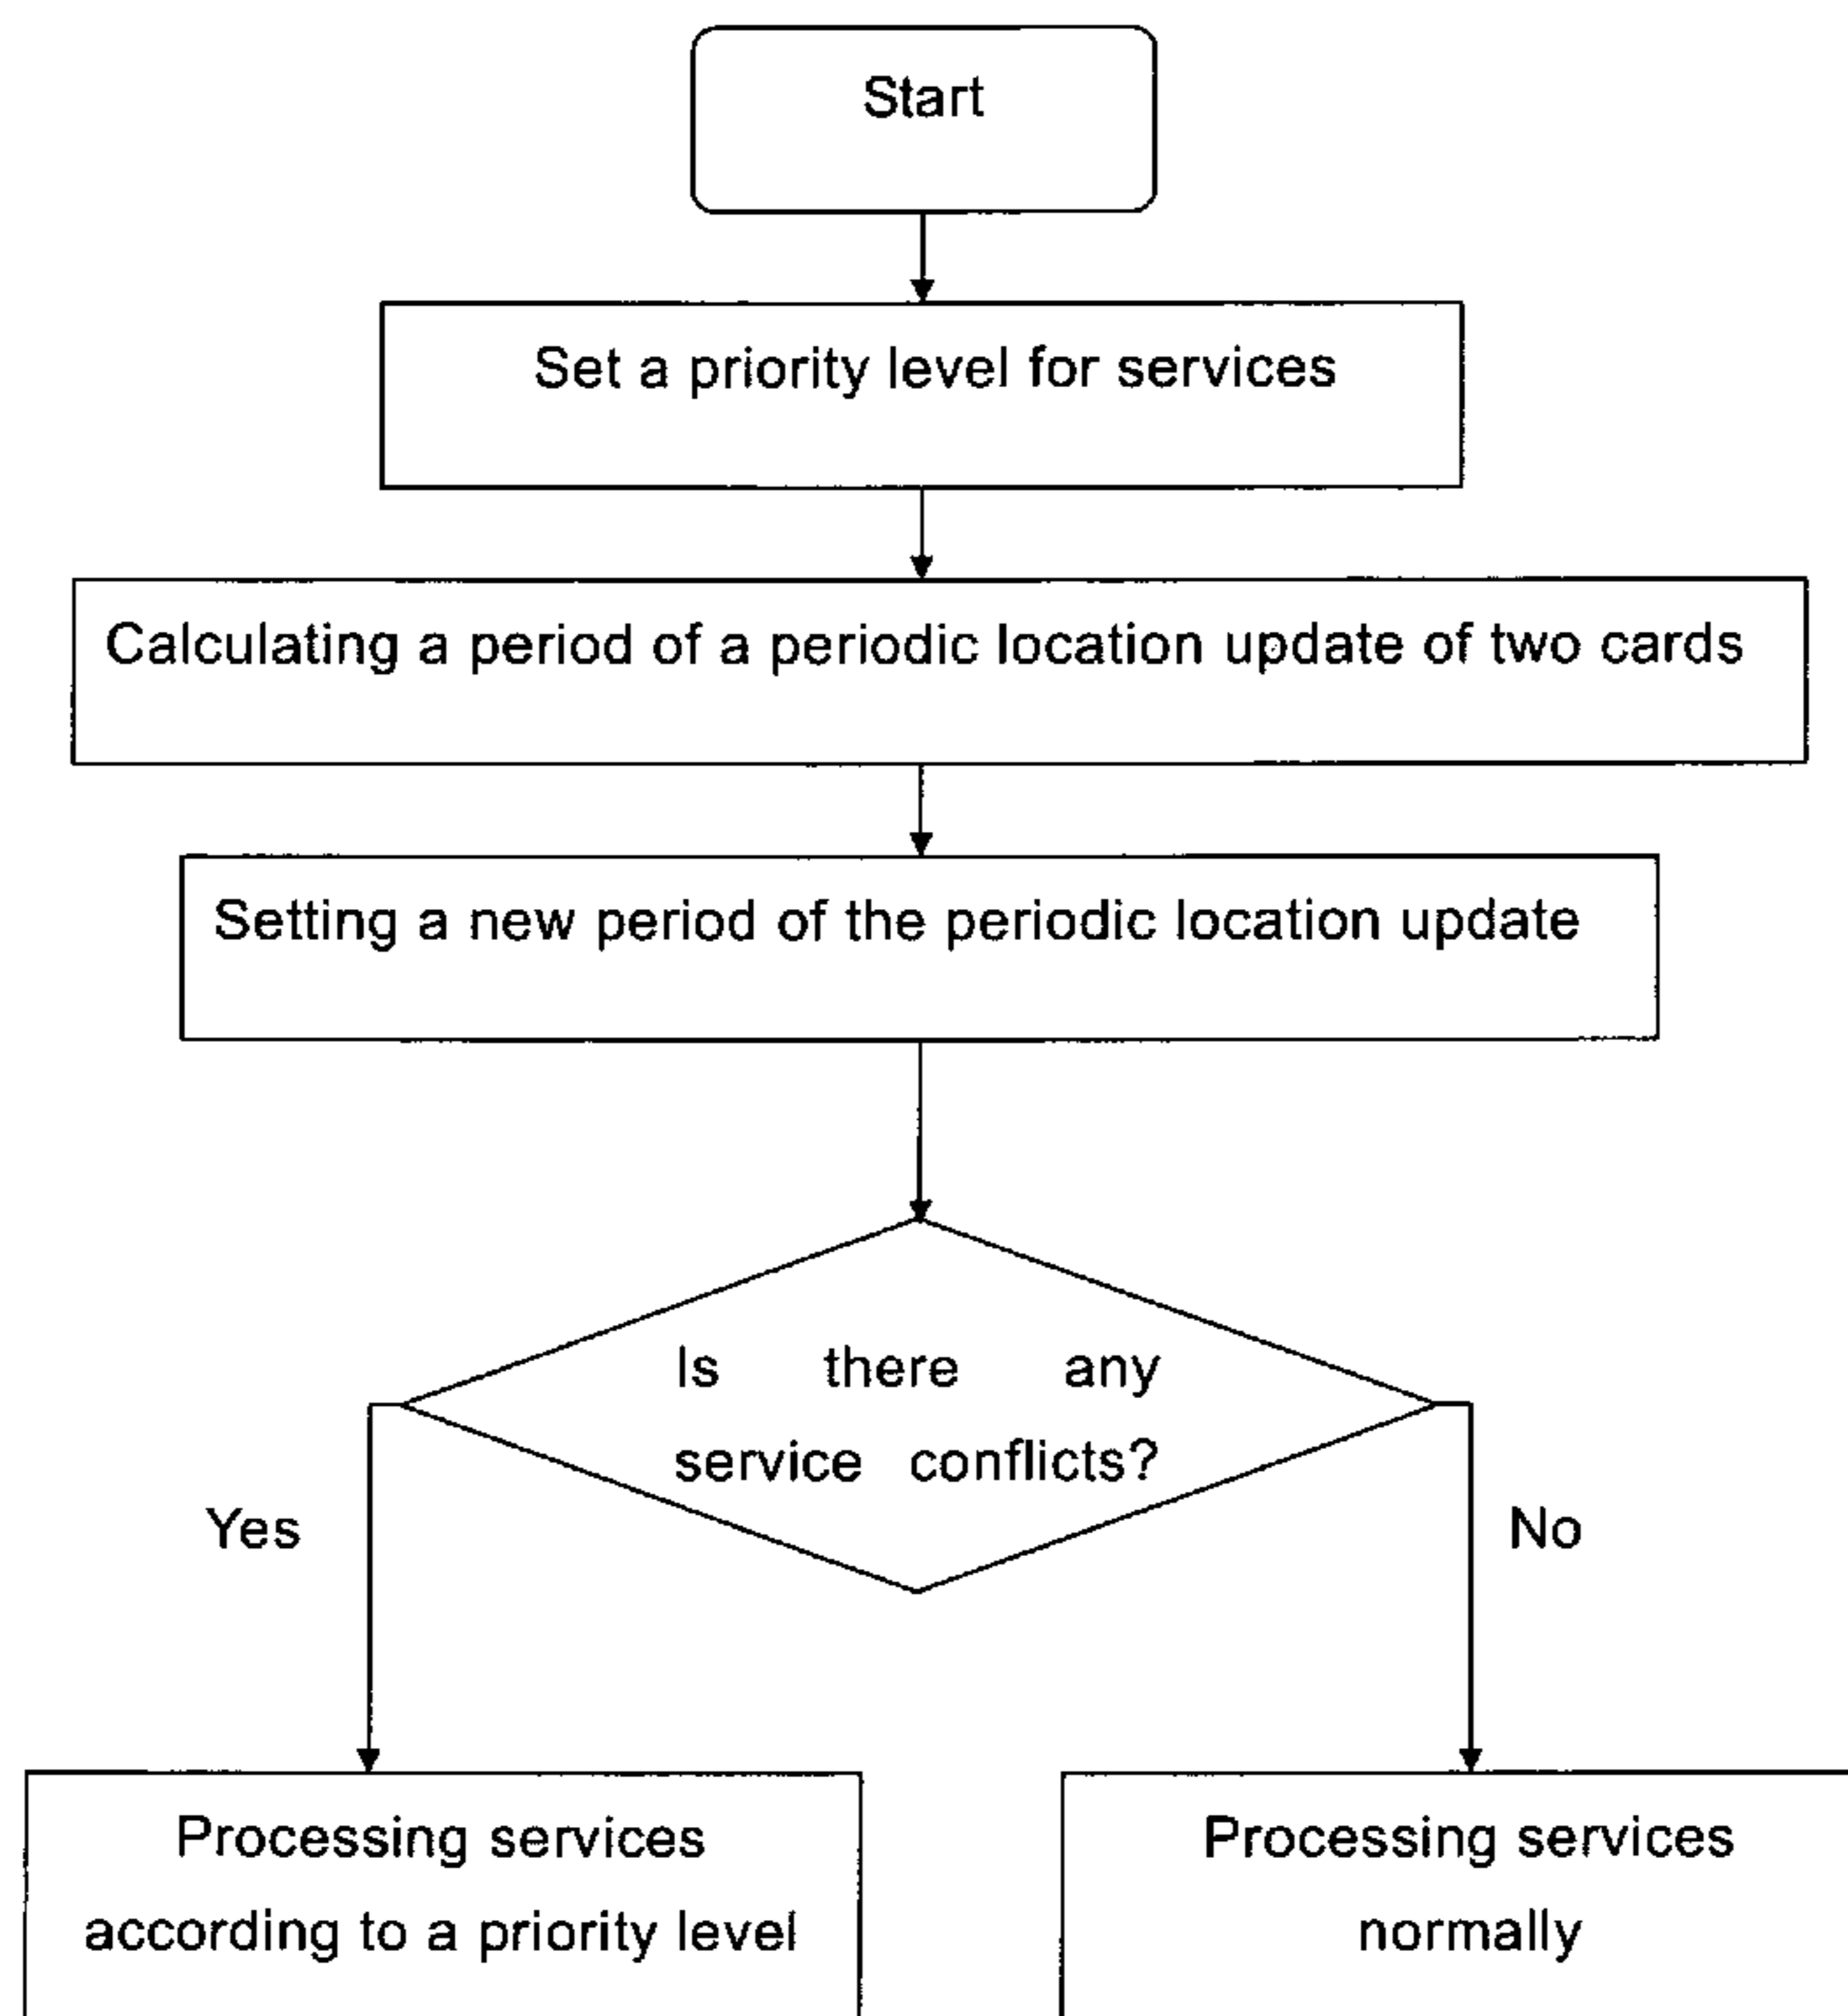 Start
Set a priority level for services
Calculating a period of a periodic location update of two cards
Setting a new period of the periodic location update
Is there any
service conflicts?
Yes
No
Processing services
according to a priority level
Processing services
normally